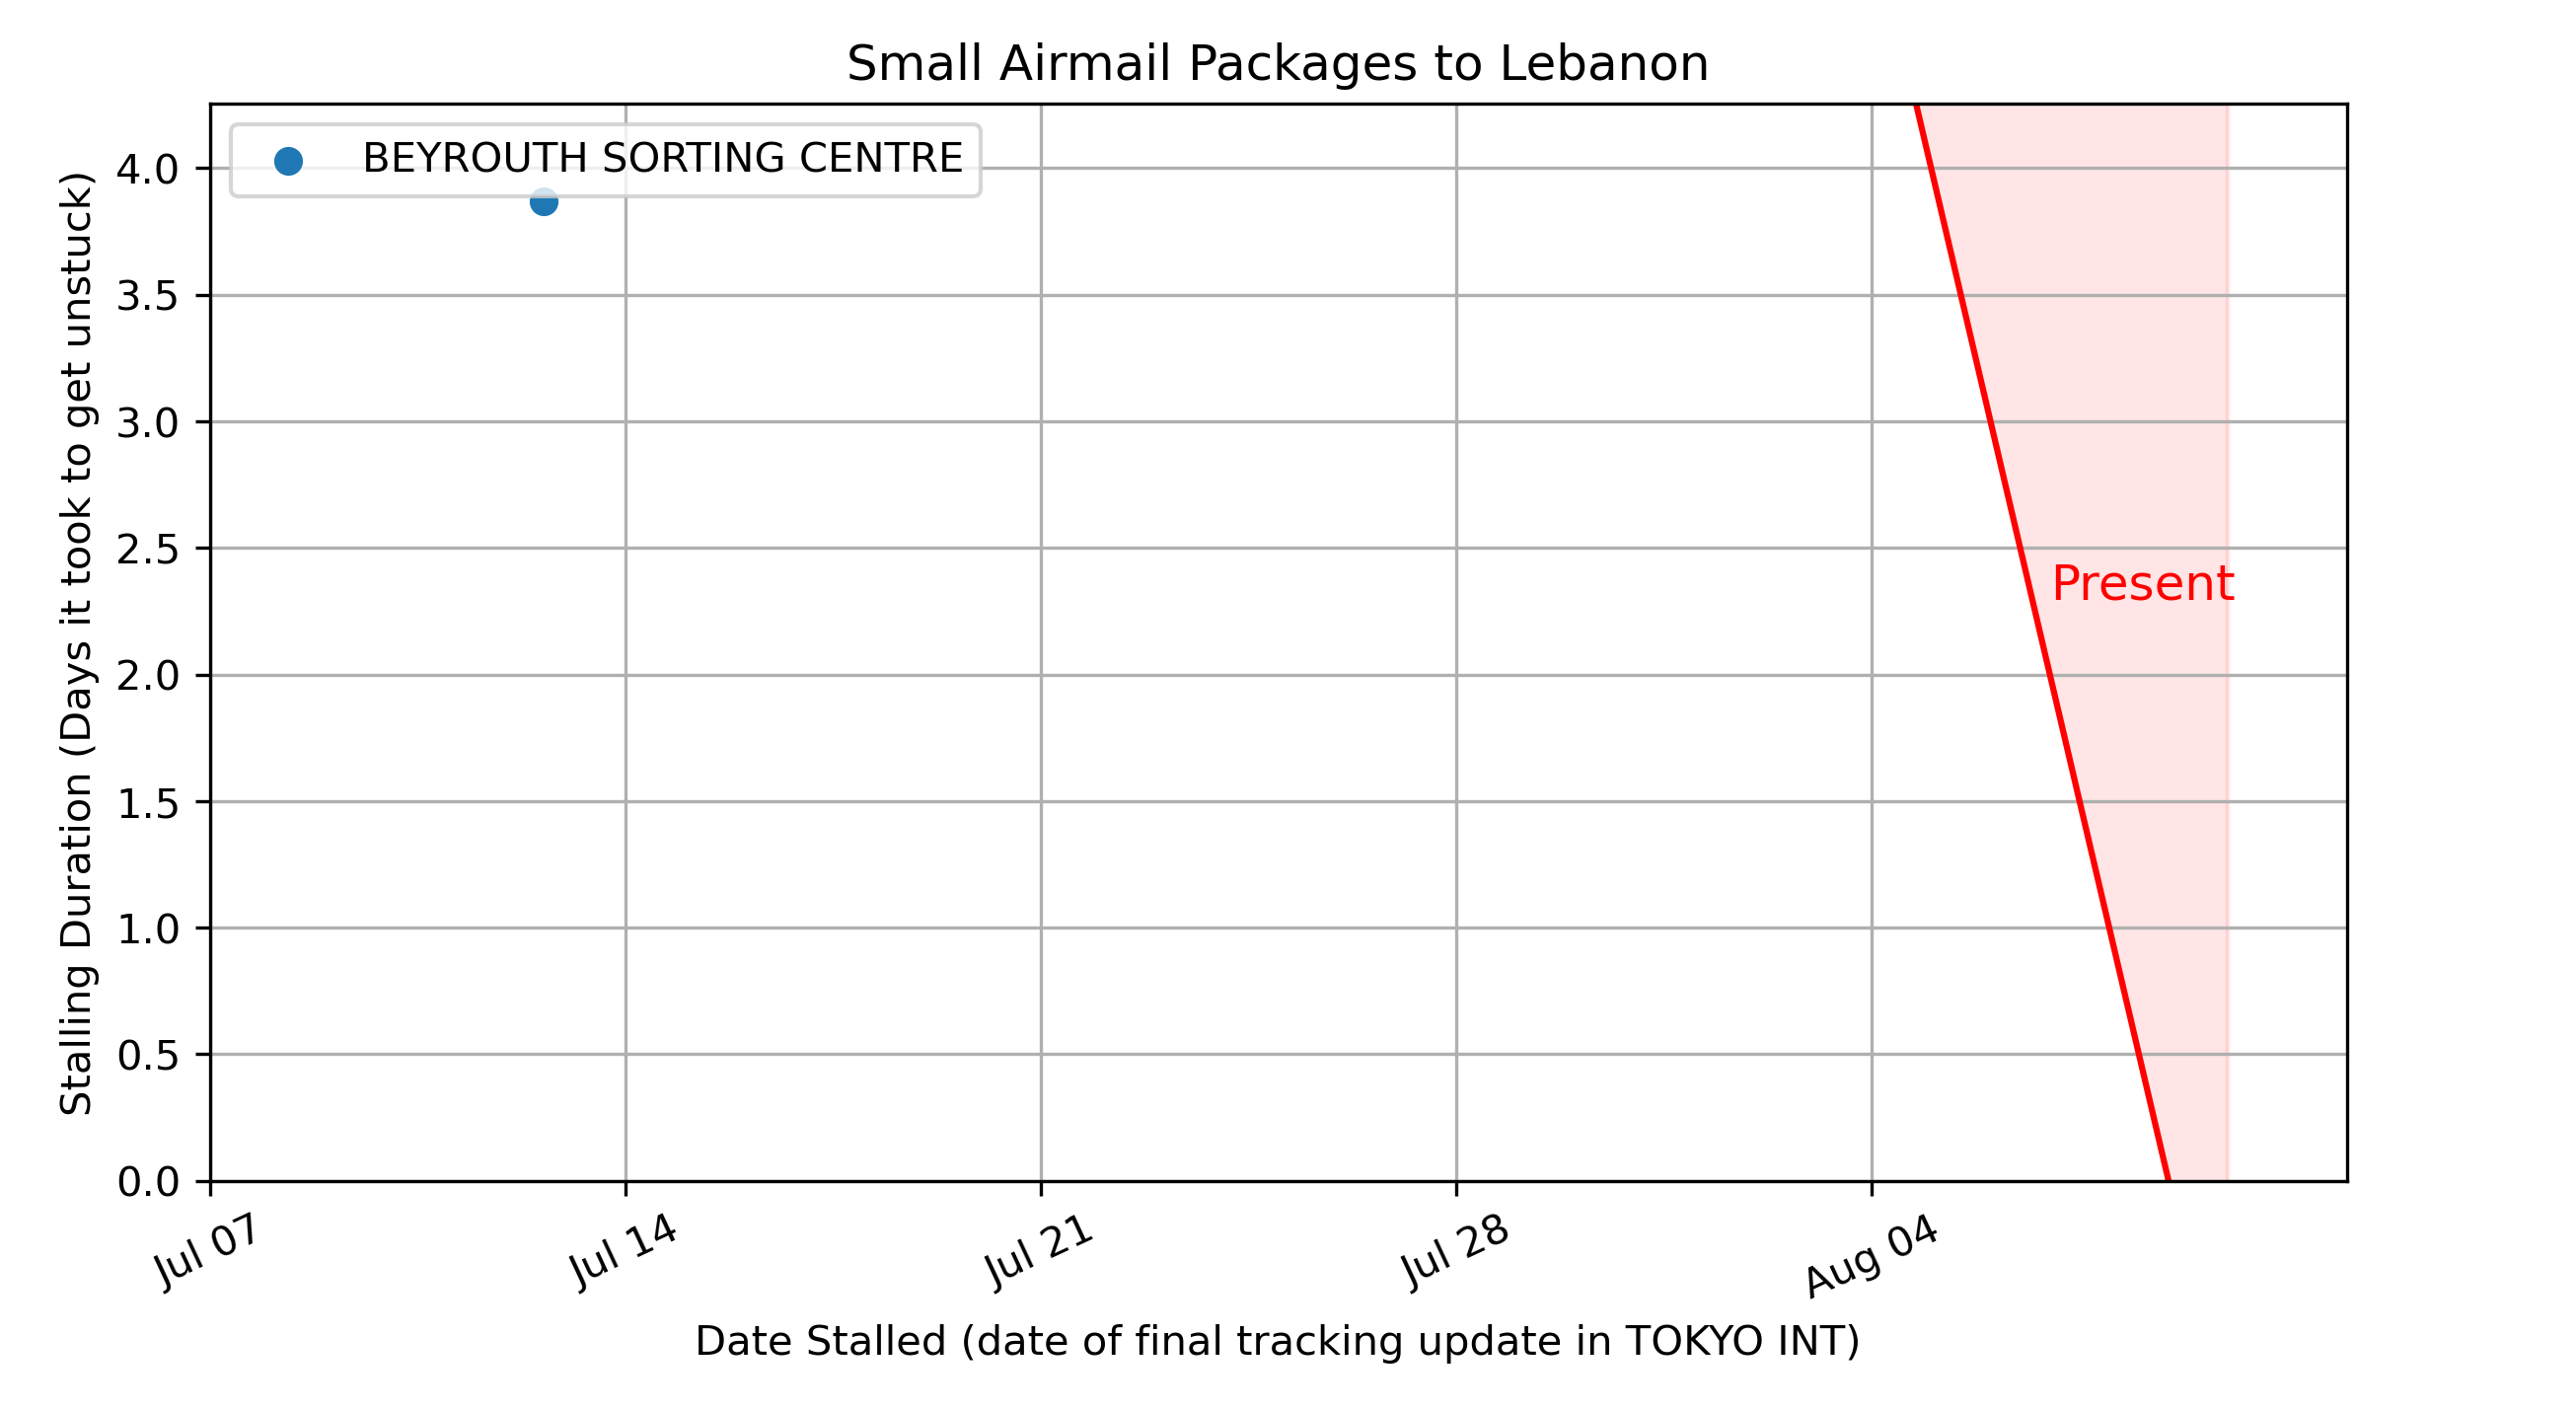 Small Airmail Packages to Lebanon
BEYROUTH SORTING CENTRE
4.0
3.5
3.0
2.5
2.0
1.5
1.0
0.5
0.0
Stalling Duration (Days it took to get unstuck)
Present
Jul 07
Jul 14
Jul 21
Jul 28
Aug 04
Date Stalled (date of final tracking update in TOKYO INT)